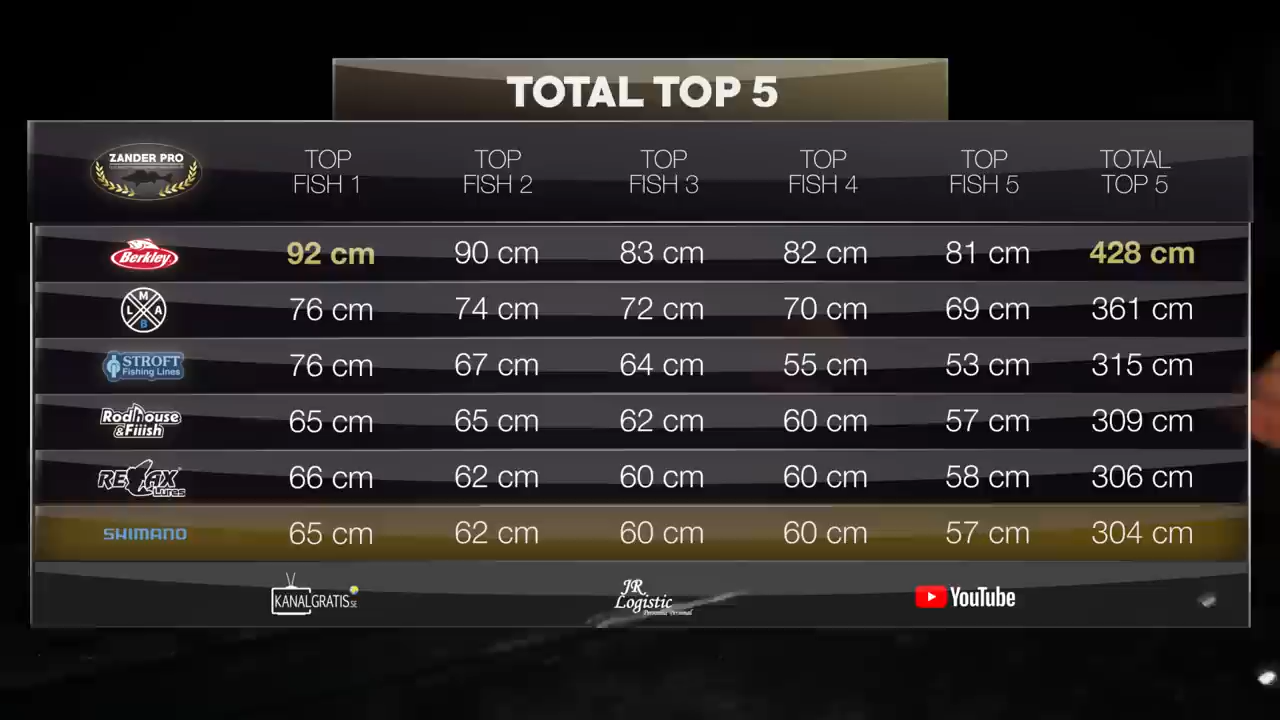 TOTAL TOP 5
ZANDER PRO
TOP FISH 1
TOP FISH 2
TOP FISH 3
TOP FISH 4
TOP FISH 5
TOTAL TOP 5
Berkley 92 cm 90 cm 83 cm 82 cm 81 cm 428 cm
LMAB 76 cm 74 cm 72 cm 70 cm 69 cm 361 cm
STROFT Fishing Lines 76 cm 67 cm 64 cm 55 cm 53 cm 315 cm
Rodhouse &Fiiish 65 cm 65 cm 62 cm 60 cm 57 cm 309 cm
RELAX Lures 66 cm 62 cm 60 cm 60 cm 58 cm 306 cm
SHIMANO 65 cm 62 cm 60 cm 60 cm 57 cm 304 cm
KANALGRATIS.SE
JR Logistic
YouTube